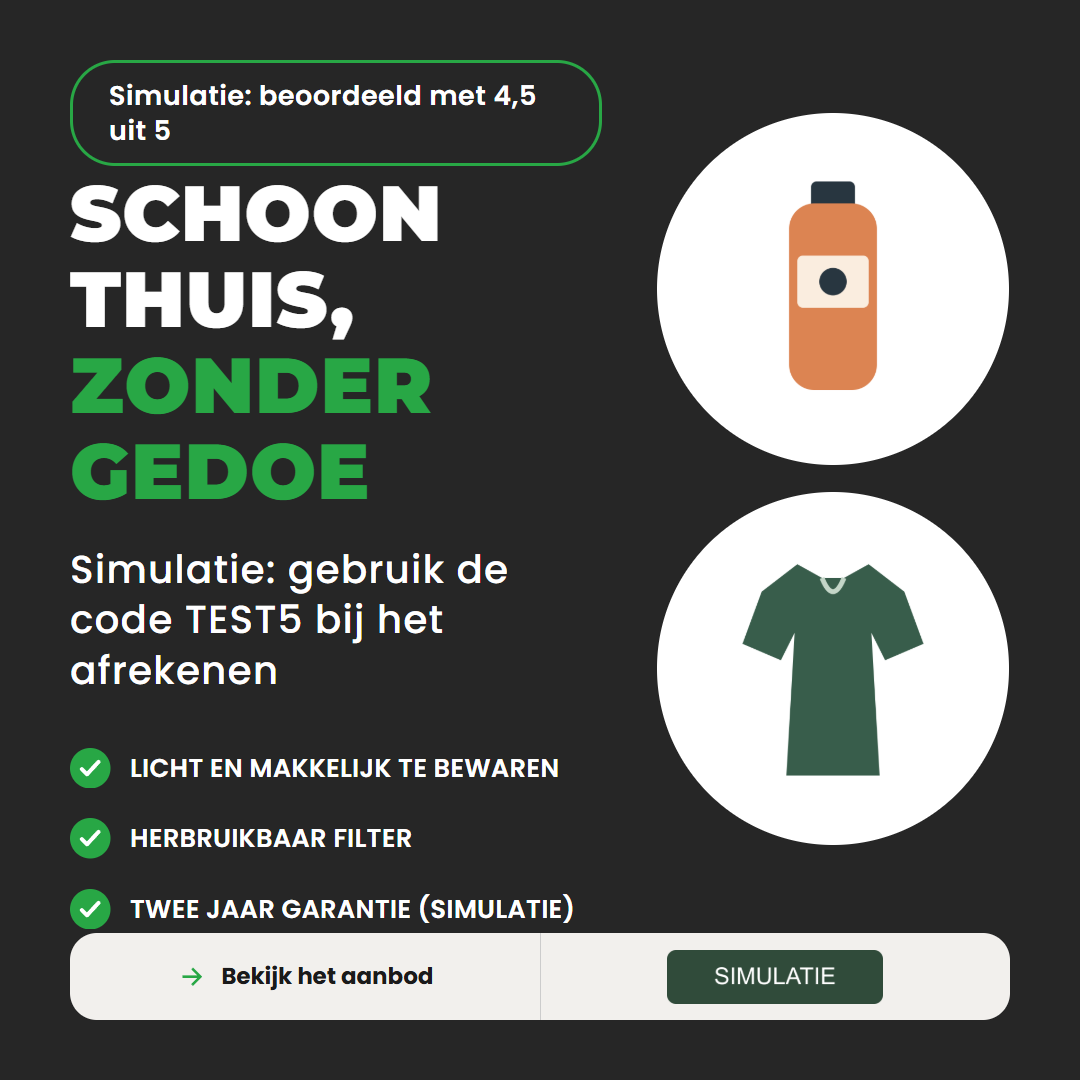 Simulatie: beoordeeld met 4,5
uit 5
SCHOON
THUIS,
ZONDER
GEDOE
Simulatie: gebruik de
code TEST5 bij het
afrekenen
LICHT EN MAKKELIJK TE BEWAREN
HERBRUIKBAAR FILTER
TWEE JAAR GARANTIE (SIMULATIE)
Bekijk het aanbod
SIMULATIE